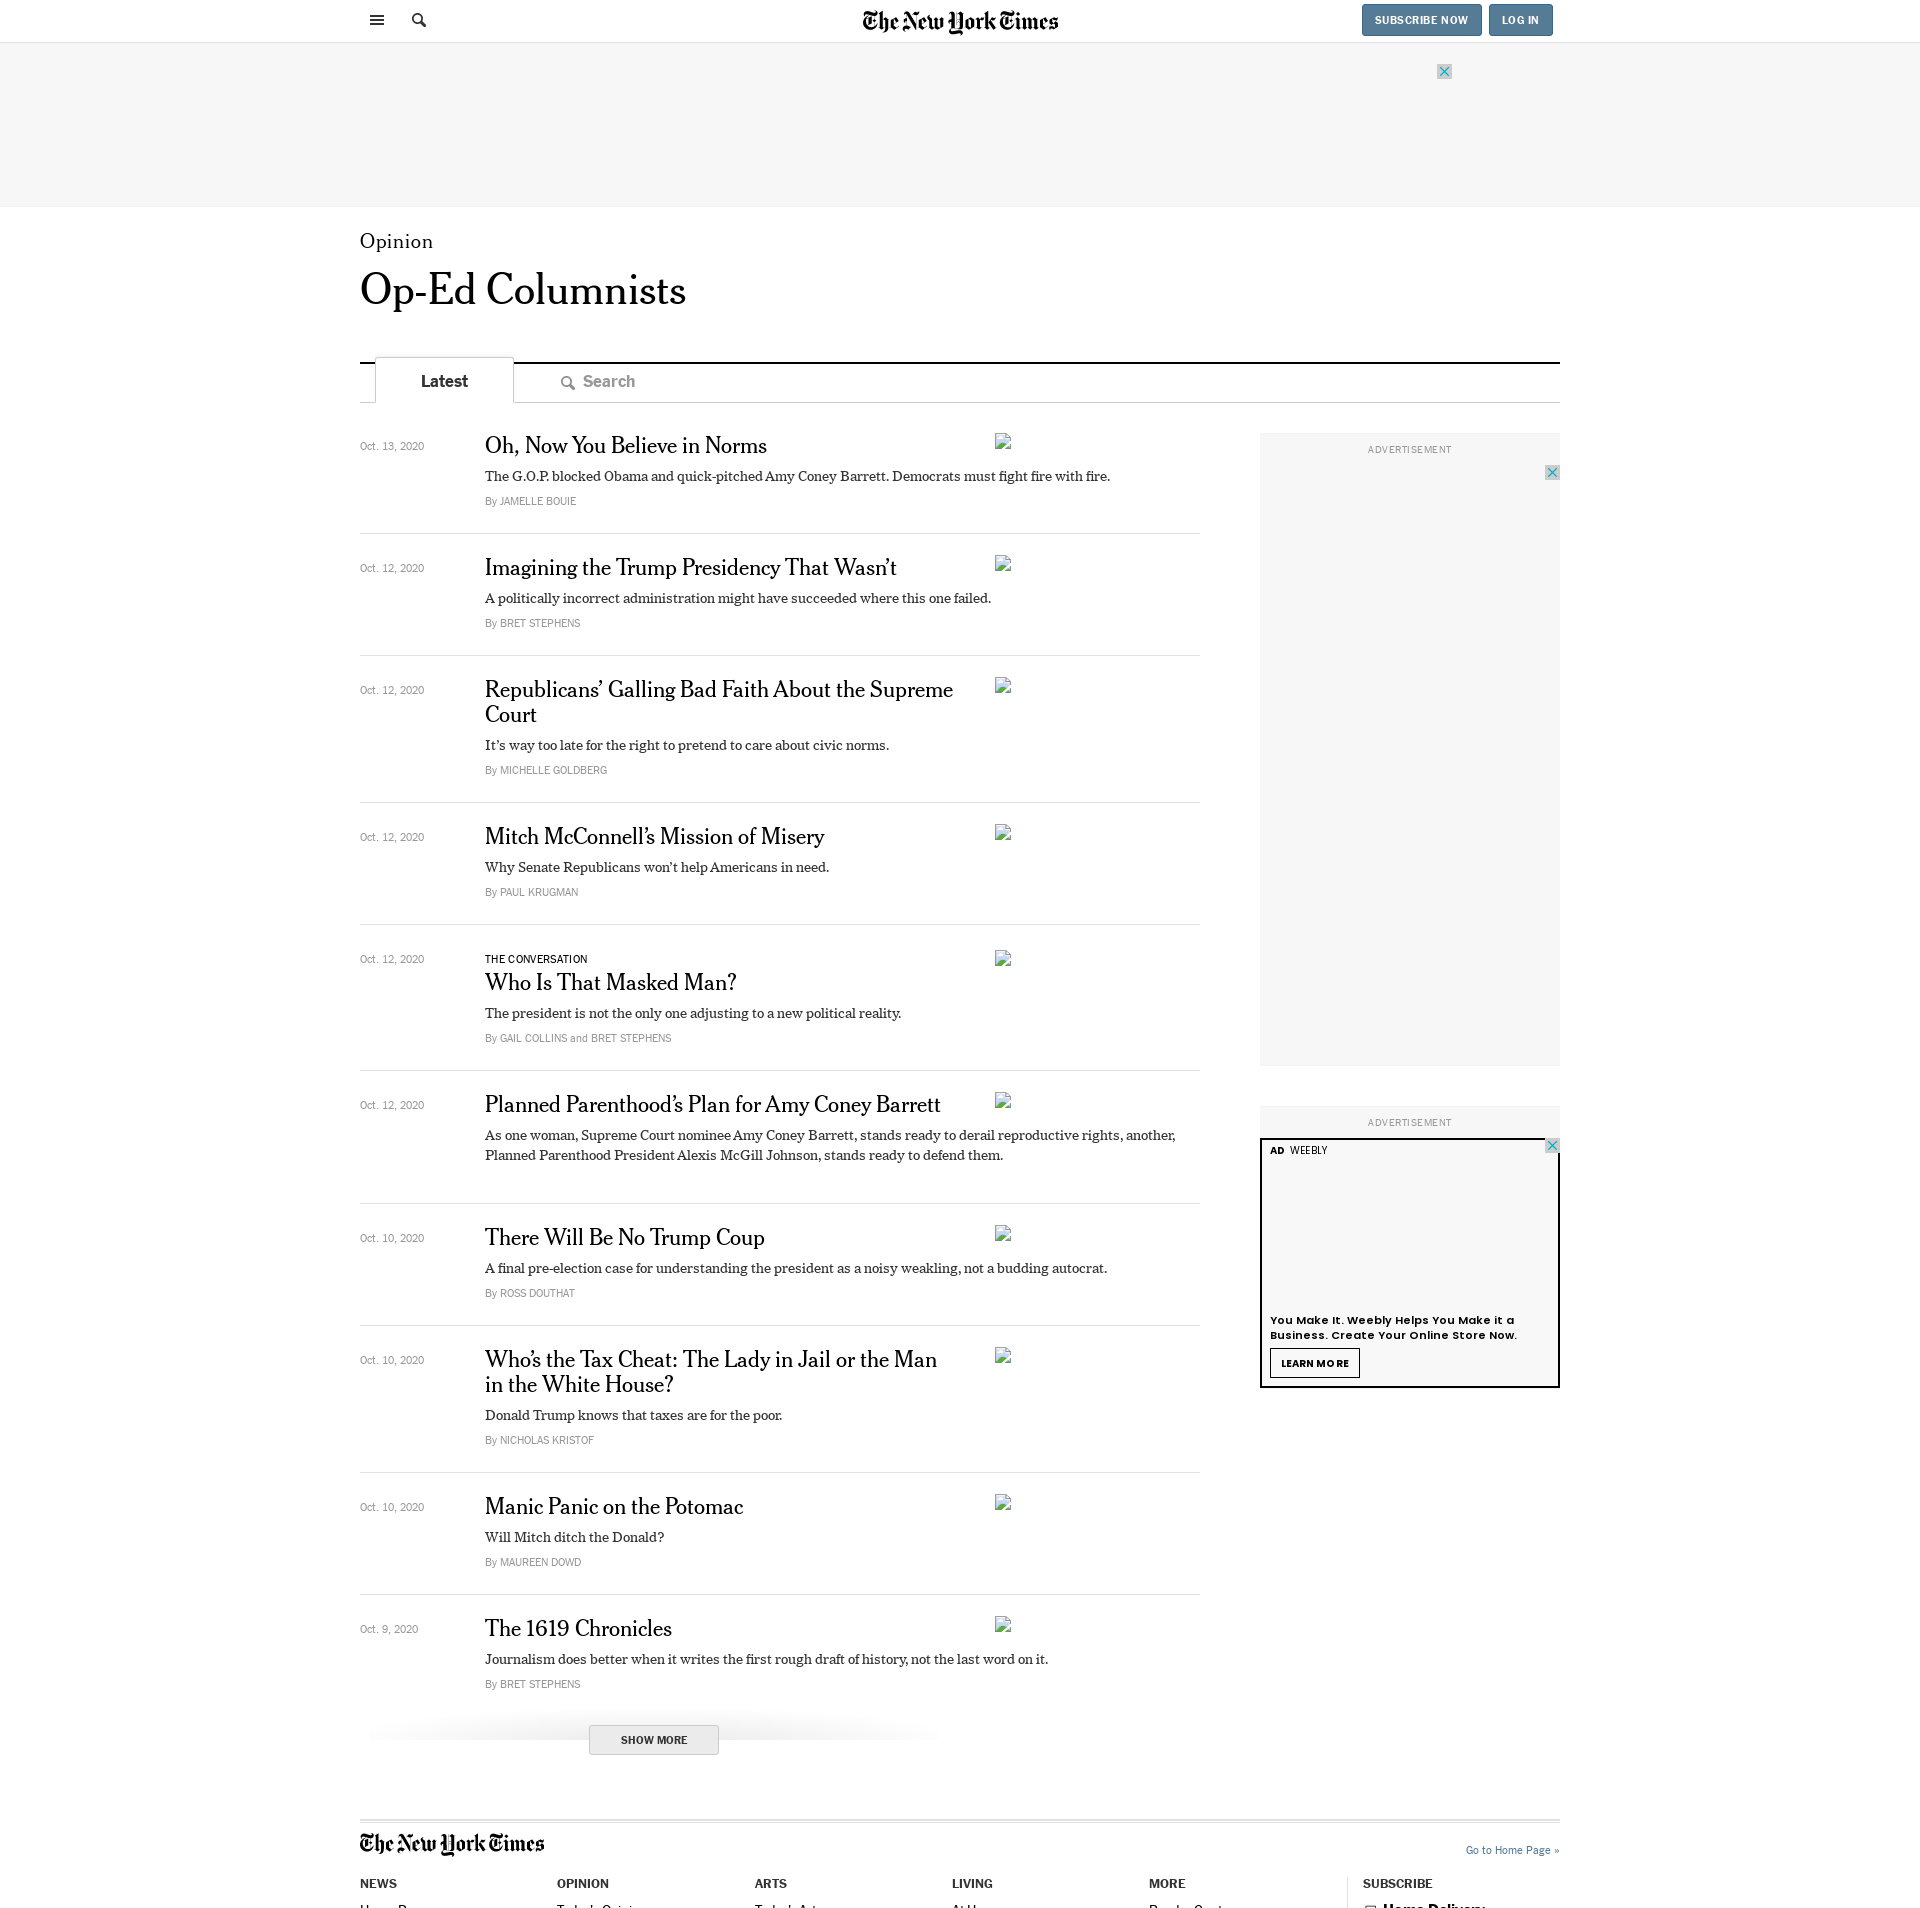 The New York Times
SUBSCRIBE NOW
LOG IN
Opinion
Op-Ed Columnists
Latest
Search
Oct. 13, 2020
Oh, Now You Believe in Norms
The G.O.P. blocked Obama and quick-pitched Amy Coney Barrett. Democrats must fight fire with fire.
By JAMELLE BOUIE
Oct. 12, 2020
Imagining the Trump Presidency That Wasn’t
A politically incorrect administration might have succeeded where this one failed.
By BRET STEPHENS
Oct. 12, 2020
Republicans’ Galling Bad Faith About the Supreme
Court
It’s way too late for the right to pretend to care about civic norms.
By MICHELLE GOLDBERG
Oct. 12, 2020
Mitch McConnell’s Mission of Misery
Why Senate Republicans won’t help Americans in need.
By PAUL KRUGMAN
Oct. 12, 2020
THE CONVERSATION
Who Is That Masked Man?
The president is not the only one adjusting to a new political reality.
By GAIL COLLINS and BRET STEPHENS
Oct. 12, 2020
Planned Parenthood’s Plan for Amy Coney Barrett
As one woman, Supreme Court nominee Amy Coney Barrett, stands ready to derail reproductive rights, another,
Planned Parenthood President Alexis McGill Johnson, stands ready to defend them.
Oct. 10, 2020
There Will Be No Trump Coup
A final pre-election case for understanding the president as a noisy weakling, not a budding autocrat.
By ROSS DOUTHAT
Oct. 10, 2020
Who’s the Tax Cheat: The Lady in Jail or the Man
in the White House?
Donald Trump knows that taxes are for the poor.
By NICHOLAS KRISTOF
Oct. 10, 2020
Manic Panic on the Potomac
Will Mitch ditch the Donald?
By MAUREEN DOWD
Oct. 9, 2020
The 1619 Chronicles
Journalism does better when it writes the first rough draft of history, not the last word on it.
By BRET STEPHENS
SHOW MORE
ADVERTISEMENT
ADVERTISEMENT
AD WEEBLY
You Make It. Weebly Helps You Make it a
Business. Create Your Online Store Now.
LEARN MORE
The New York Times
Go to Home Page »
NEWS
OPINION
ARTS
LIVING
MORE
SUBSCRIBE
Home Delivery